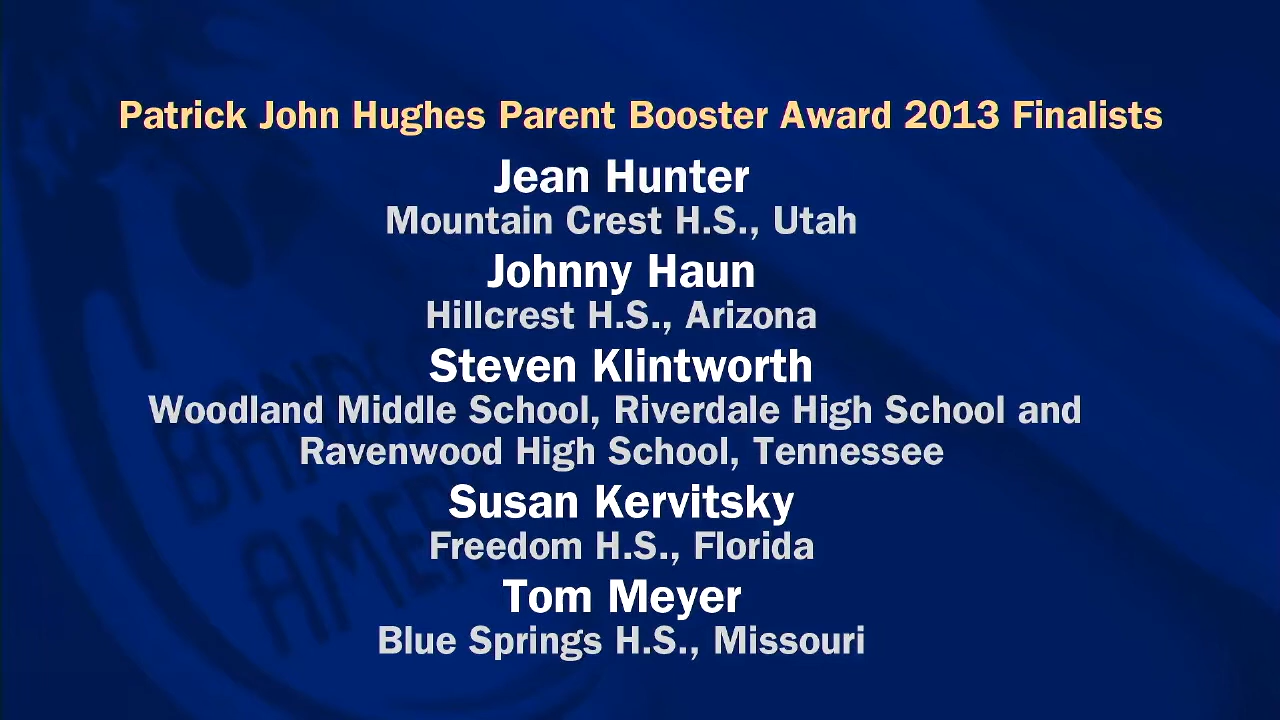 Patrick John Hughes Parent Booster Award 2013 Finalists
Jean Hunter
Mountain Crest H.S., Utah
Johnny Haun
Hillcrest H.S., Arizona
Steven Klintworth
Woodland Middle School, Riverdale High School and
Ravenwood High School, Tennessee
Susan Kervitsky
Freedom H.S., Florida
Tom Meyer
Blue Springs H.S., Missouri